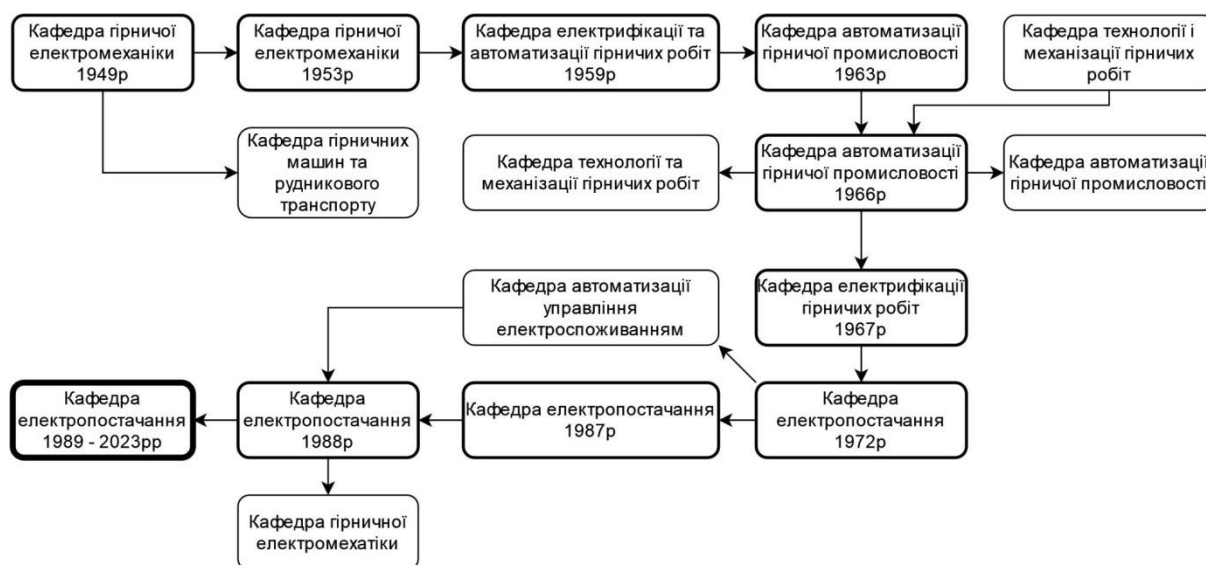 Кафедра гірничої
електромеханіки
1949р
Кафедра гірничої
електромеханіки
1953р
Кафедра електрифікації та
автоматизації гірничих робіт
1959р
Кафедра автоматизації
гірничої промисловості
1963р
Кафедра технології і
механізації гірничих
робіт
Кафедра гірничних
машин та
рудникового
транспорту
Кафедра технології та
механізації гірничих робіт
Кафедра автоматизації
гірничої промисловості
1966р
Кафедра автоматизації
гірничої промисловості
Кафедра автоматизації
управління
електроспоживанням
Кафедра електрифікації
гірничих робіт
1967р
Кафедра
електропостачання
1989 - 2023рр
Кафедра
електропостачання
1988р
Кафедра електропостачання
1987р
Кафедра
електропостачання
1972р
Кафедра гірничної
електромехатіки